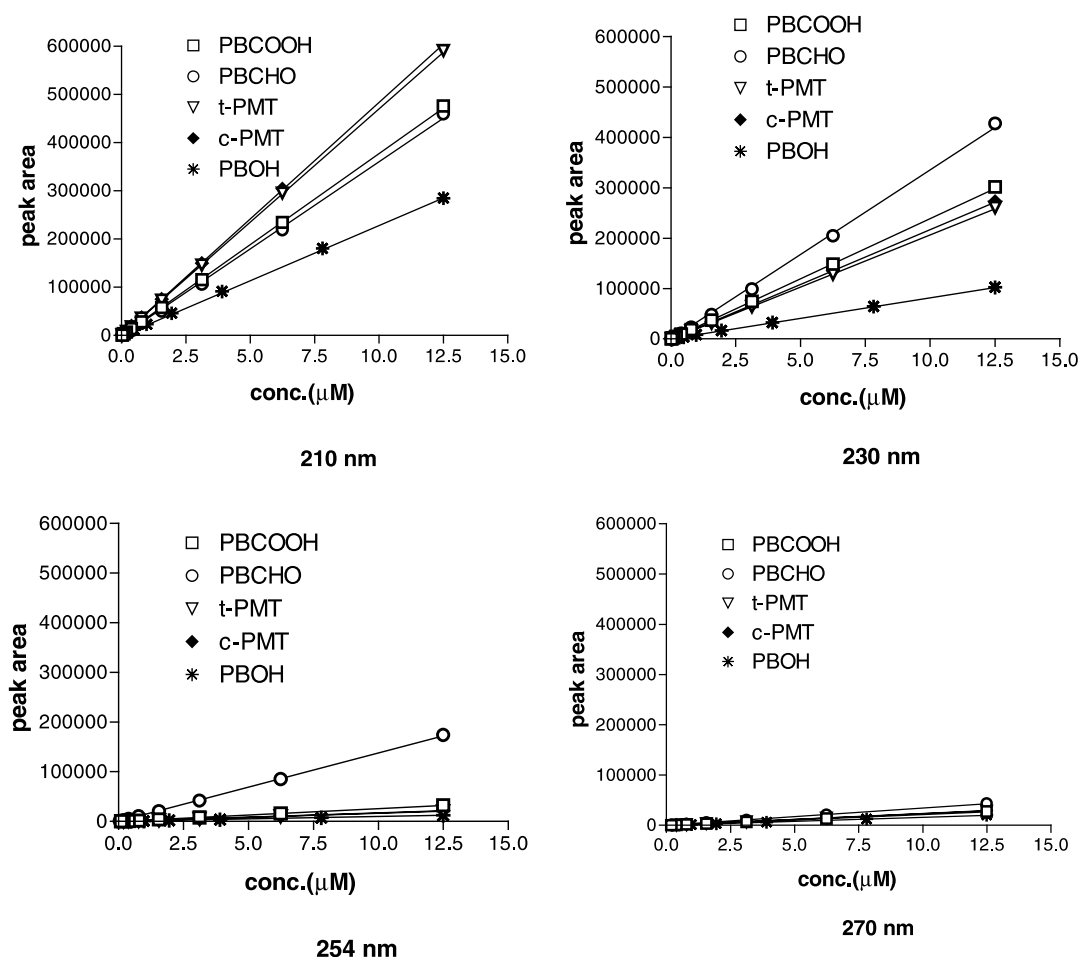 600000
500000
400000
300000
200000
100000
0
peak area
PBCOOH
PBCHO
t-PMT
c-PMT
PBOH
0.0 2.5 5.0 7.5 10.0 12.5 15.0
conc.(μM)
210 nm
600000
500000
400000
300000
200000
100000
0
peak area
PBCOOH
PBCHO
t-PMT
c-PMT
PBOH
0.0 2.5 5.0 7.5 10.0 12.5 15.0
conc.(μM)
230 nm
600000
500000
400000
300000
200000
100000
0
peak area
PBCOOH
PBCHO
t-PMT
c-PMT
PBOH
0.0 2.5 5.0 7.5 10.0 12.5 15.0
conc.(μM)
254 nm
600000
500000
400000
300000
200000
100000
0
peak area
PBCOOH
PBCHO
t-PMT
c-PMT
PBOH
0.0 2.5 5.0 7.5 10.0 12.5 15.0
conc.(μM)
270 nm